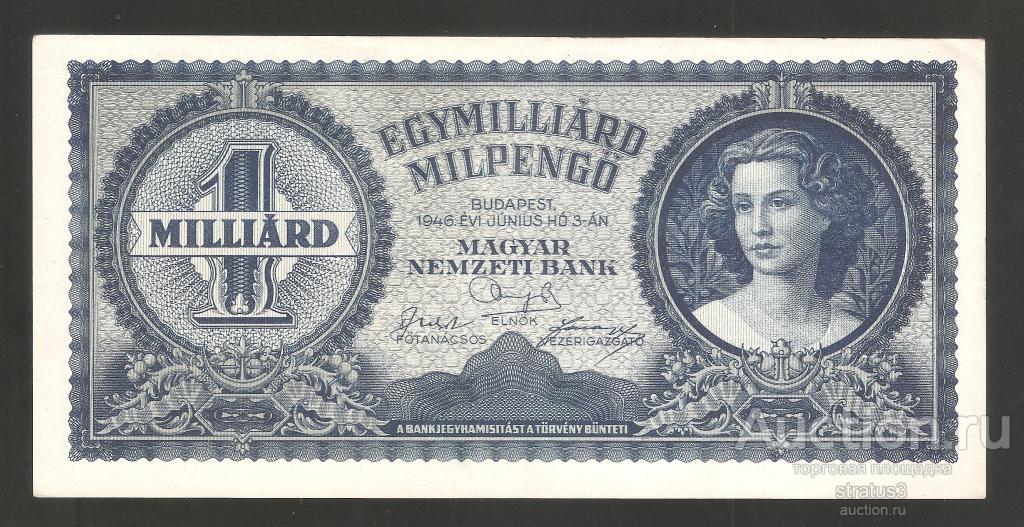 EGYMILLIÁRD
MILPENGŐ
BUDAPEST,
1946. ÉVI JÚNIUS HÓ 3-ÁN
MAGYAR
NEMZETI BANK
ELNÖK
FŐTANÁCSOS
VEZÉRIGAZGATÓ
1
MILLIÁRD
A BANKJEGYHAMISITÁST A TÖRVÉNY BÜNTETI
Auction.ru
торговая площадка
stratus3
auction.ru